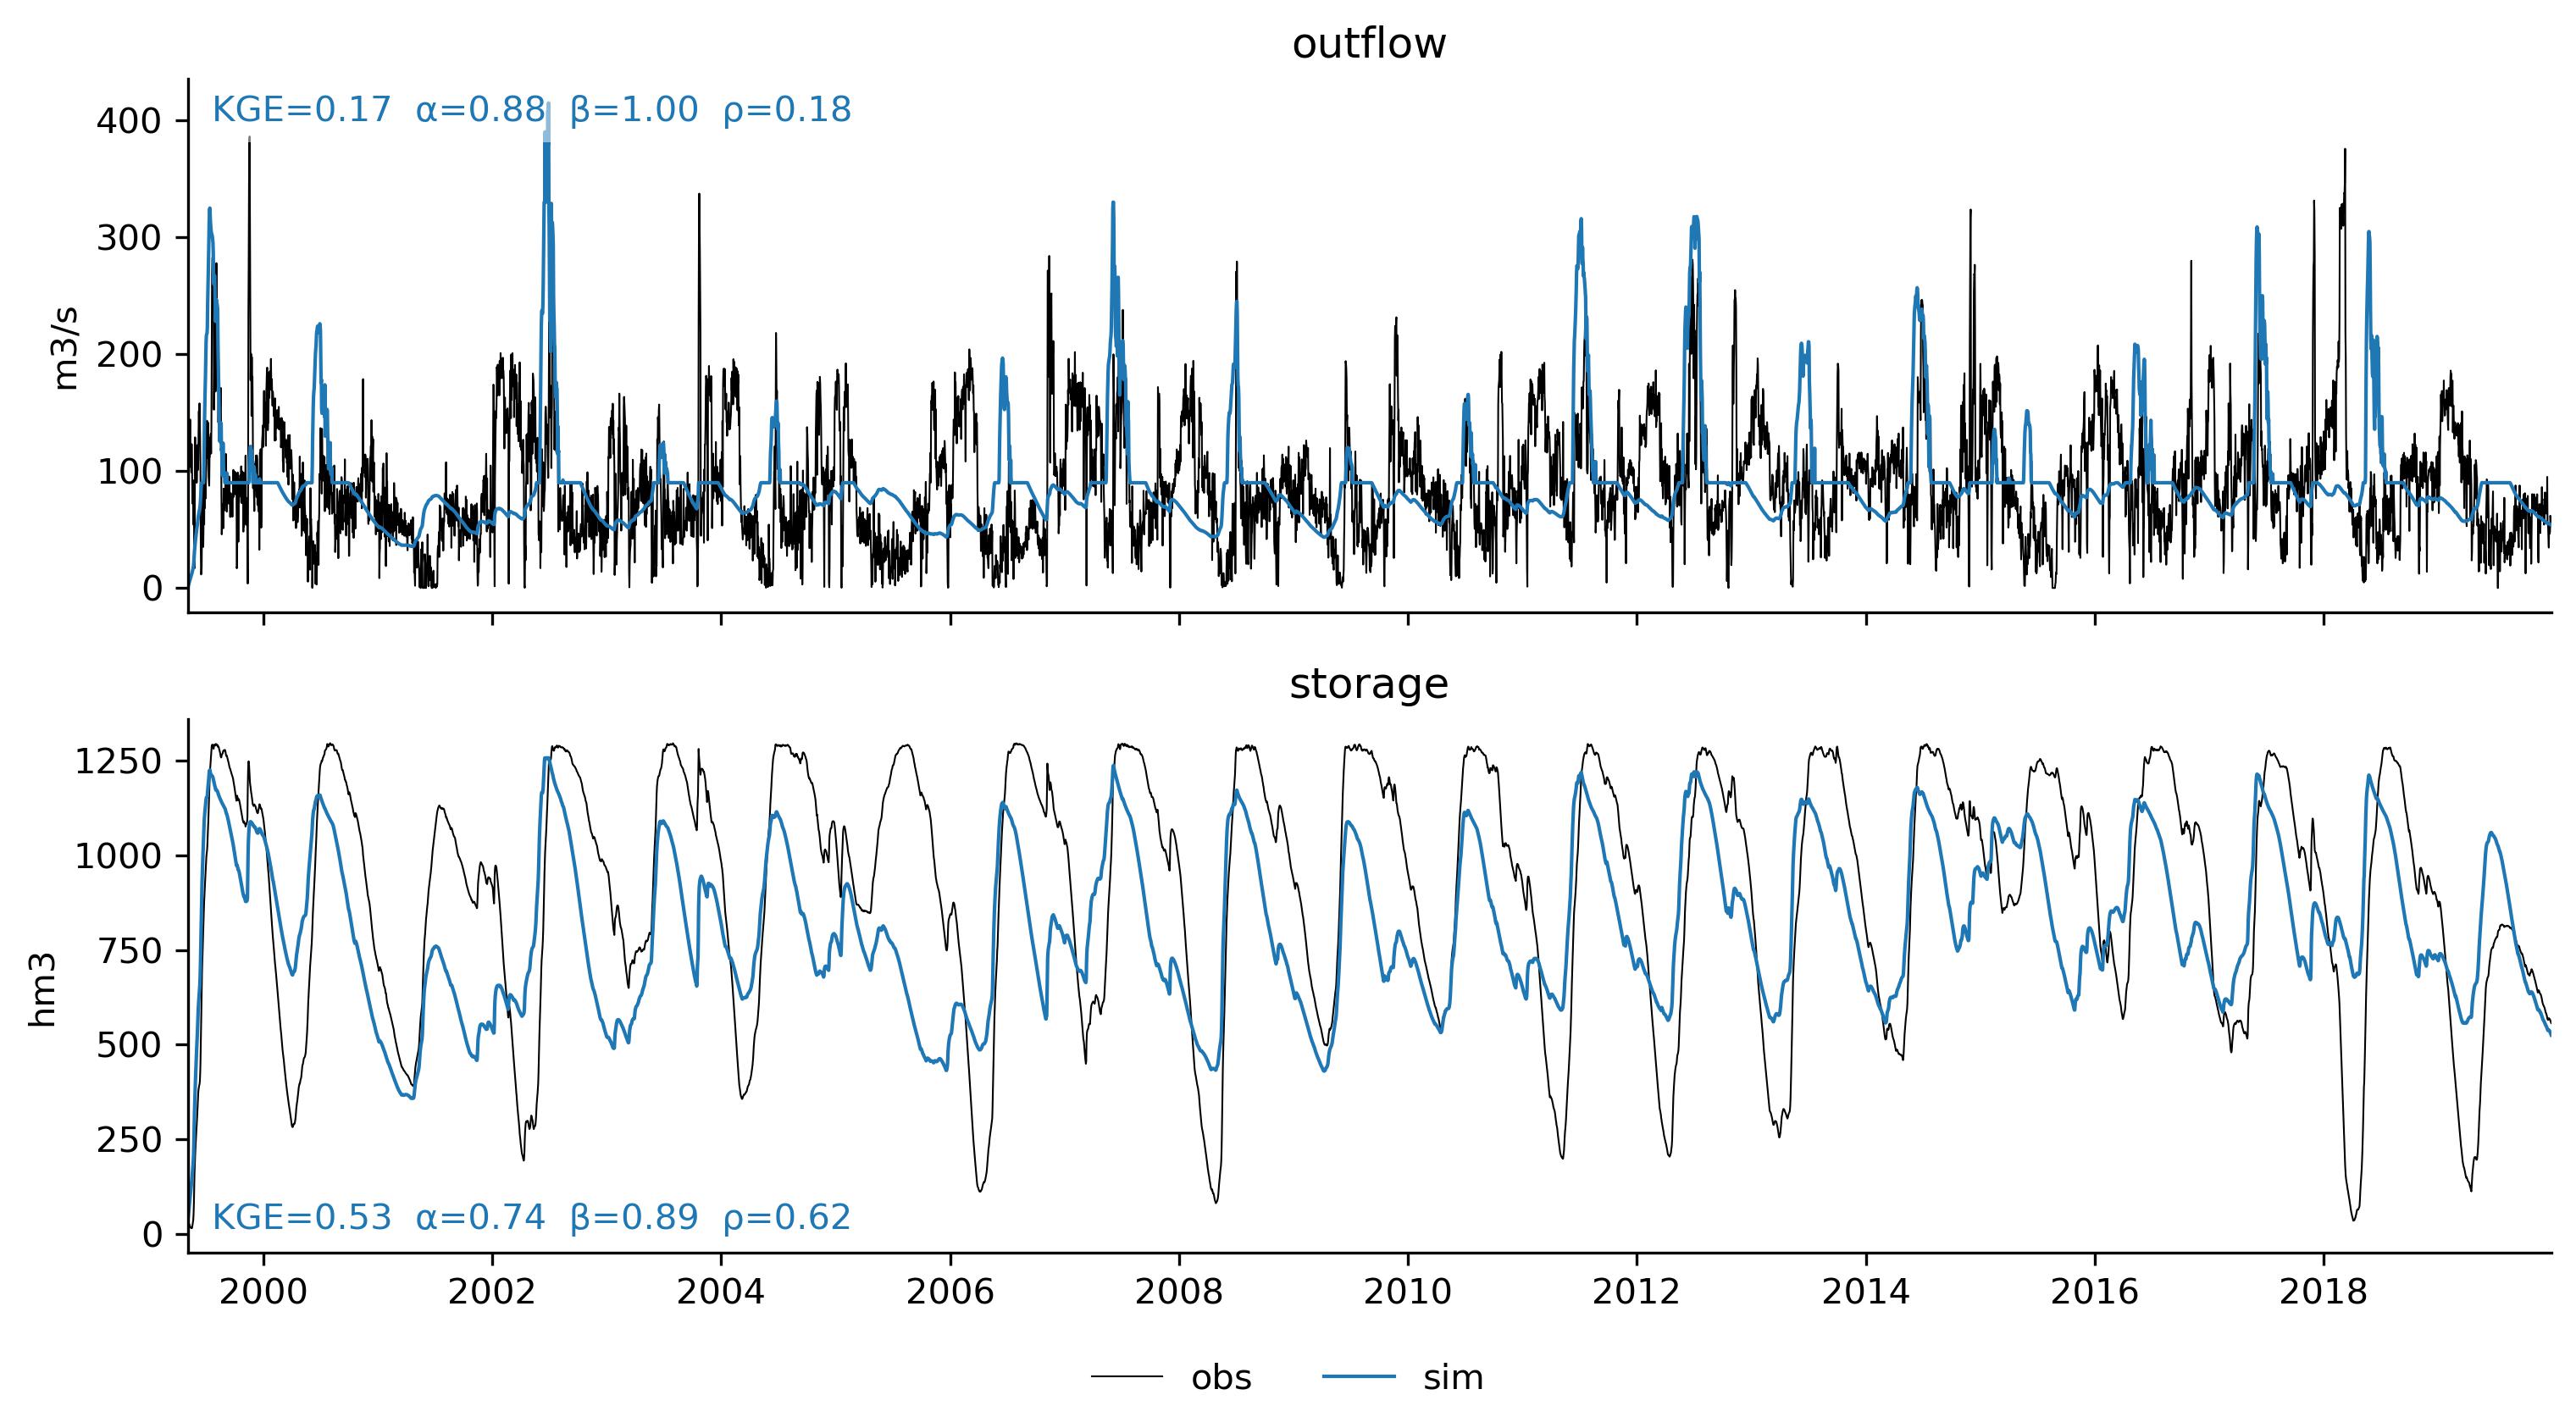 outflow
KGE=0.17 α=0.88 β=1.00 ρ=0.18
400
300
200
100
0
m3/s
storage
1250
1000
750
500
250
0
hm3
KGE=0.53 α=0.74 β=0.89 ρ=0.62
2000 2002 2004 2006 2008 2010 2012 2014 2016 2018
obs sim